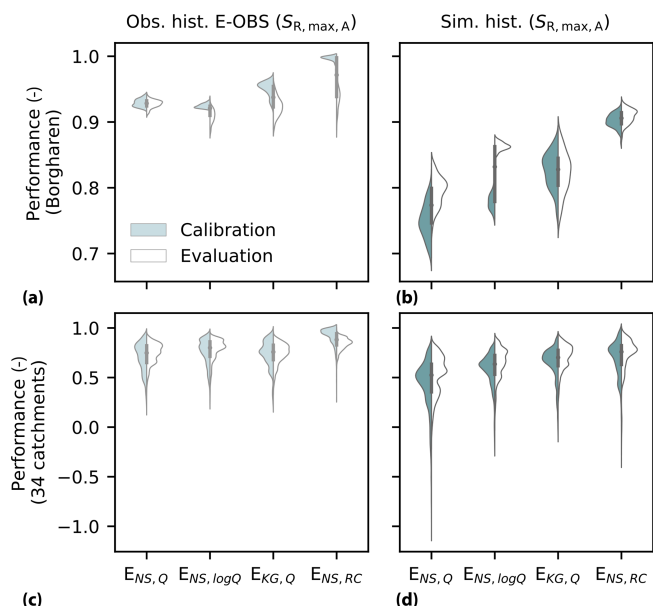 Obs. hist. E-OBS (S_R,max,A)
Sim. hist. (S_R,max,A)
Performance (-)
(Borgharen)
1.0
0.9
0.8
0.7
Calibration
Evaluation
(a)
(b)
Performance (-)
(34 catchments)
1.0
0.5
0.0
−0.5
−1.0
E_NS, Q E_NS, logQ E_KG, Q E_NS, RC
E_NS, Q E_NS, logQ E_KG, Q E_NS, RC
(c)
(d)